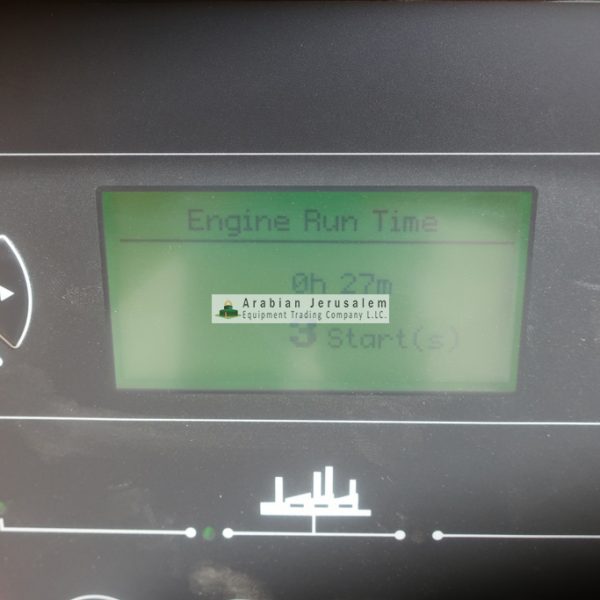 Engine Run Time
0h 27m
Arabian Jerusalem
Equipment Trading Company L.L.C.
3 Start(s)